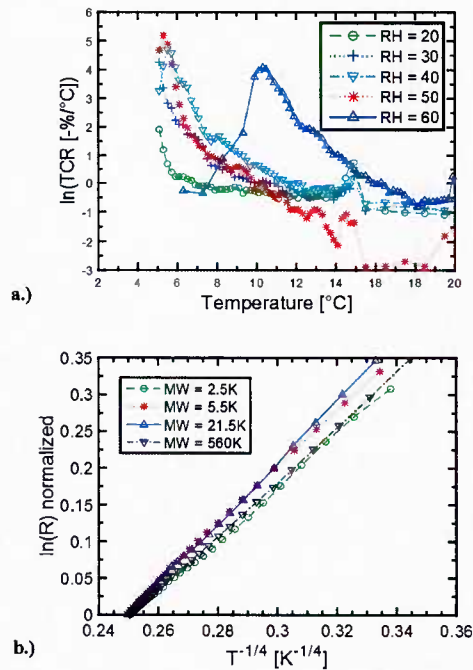 6
5
4
3
2
1
0
-1
-2
-3
ln(TCR [-%/°C])
RH = 20
RH = 30
RH = 40
RH = 50
RH = 60
2 4 6 8 10 12 14 16 18 20
Temperature [°C]
a.)
0.35
0.3
0.25
0.2
0.15
0.1
0.05
0
ln(R) normalized
MW = 2.5K
MW = 5.5K
MW = 21.5K
MW = 560K
0.24 0.26 0.28 0.30 0.32 0.34 0.36
T-1/4 [K-1/4]
b.)